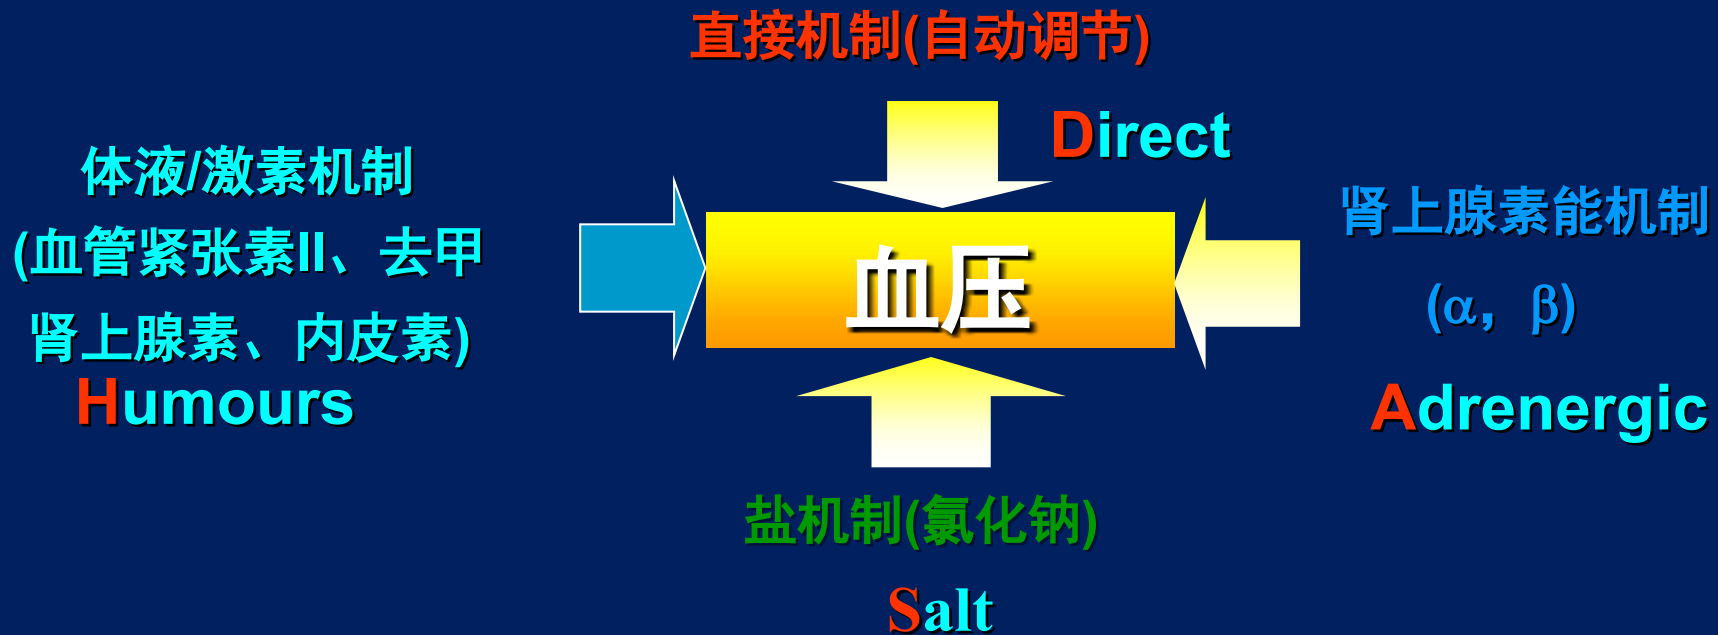 直接机制(自动调节)
Direct
体液/激素机制
(血管紧张素II、去甲
肾上腺素、内皮素)
Humours
血压
肾上腺素能机制
(α，β)
Adrenergic
盐机制(氯化钠)
Salt